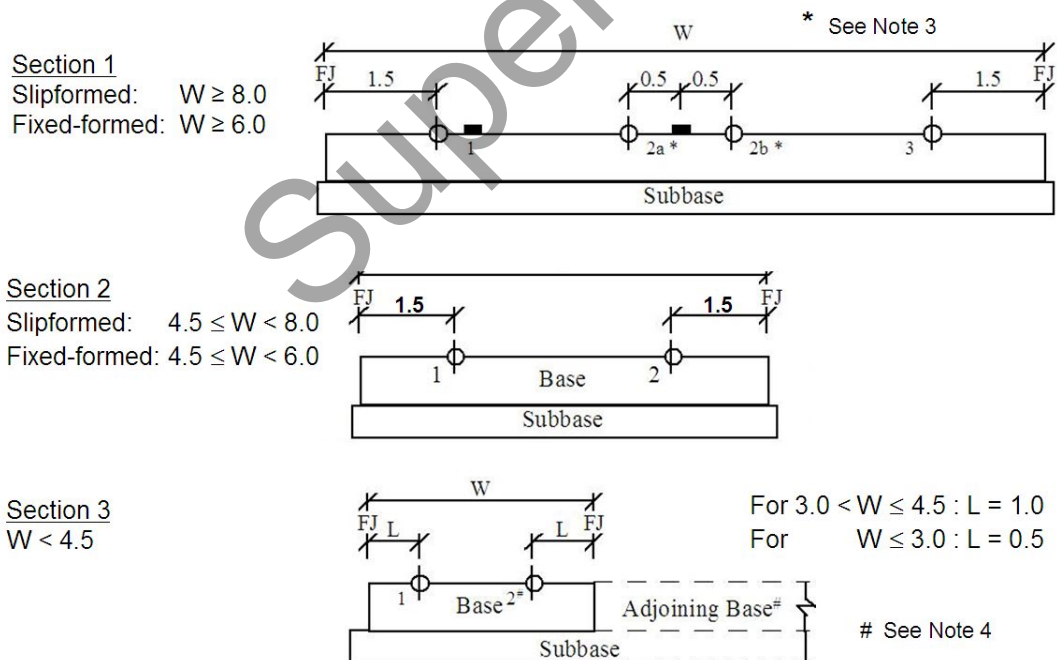 * See Note 3
W
Section 1
Slipformed: W ≥ 8.0
Fixed-formed: W ≥ 6.0
FJ 1.5 0.5 0.5 1.5 FJ
1 2a * 2b * 3
Subbase
Section 2
Slipformed: 4.5 ≤ W < 8.0
Fixed-formed: 4.5 ≤ W < 6.0
FJ 1.5 1.5 FJ
1 Base 2
Subbase
Section 3
W < 4.5
W
FJ L L FJ
For 3.0 < W ≤ 4.5 : L = 1.0
For W ≤ 3.0 : L = 0.5
1 Base 2# Adjoining Base#
# See Note 4
Subbase
Super